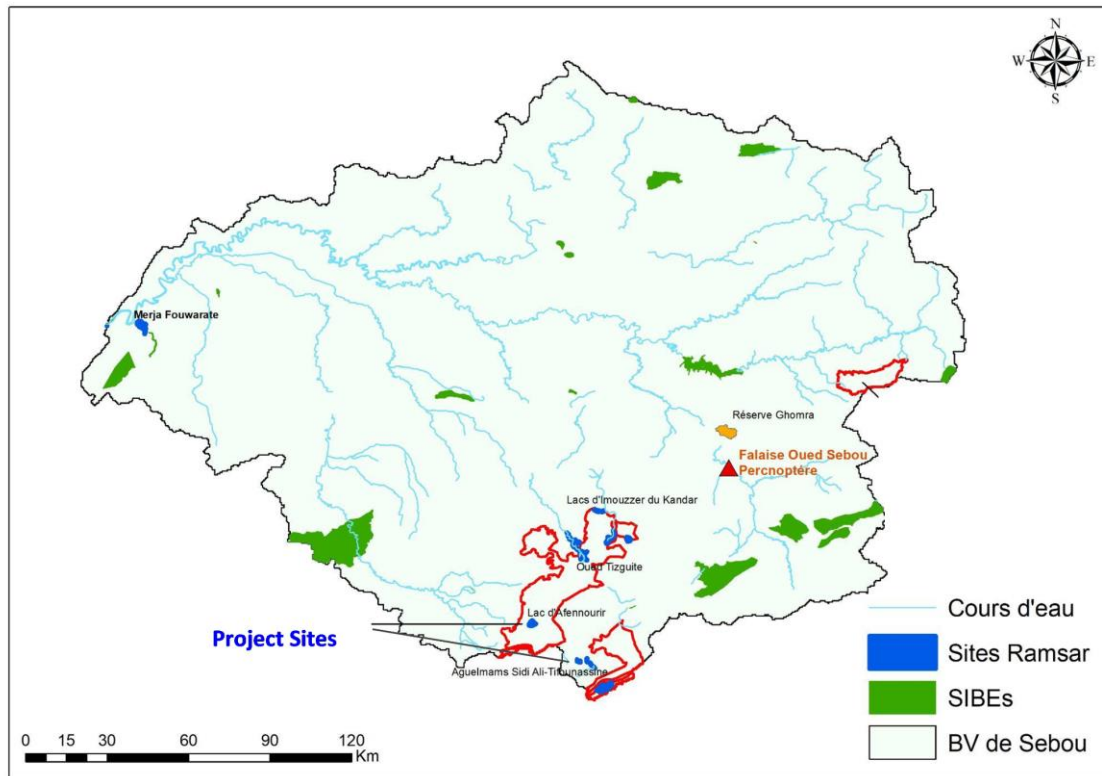 N
W E
S
Merja Fouwarate
Réserve Ghomra
Falaise Oued Sebou
Percnoptére
Lacs d'Imouzzer du Kandar
Oued Tizguite
Lac d'Afennourir
Project Sites
Aguelmams Sidi Ali-Tifounassine
Cours d'eau
Sites Ramsar
SIBEs
BV de Sebou
0 15 30 60 90 120
Km